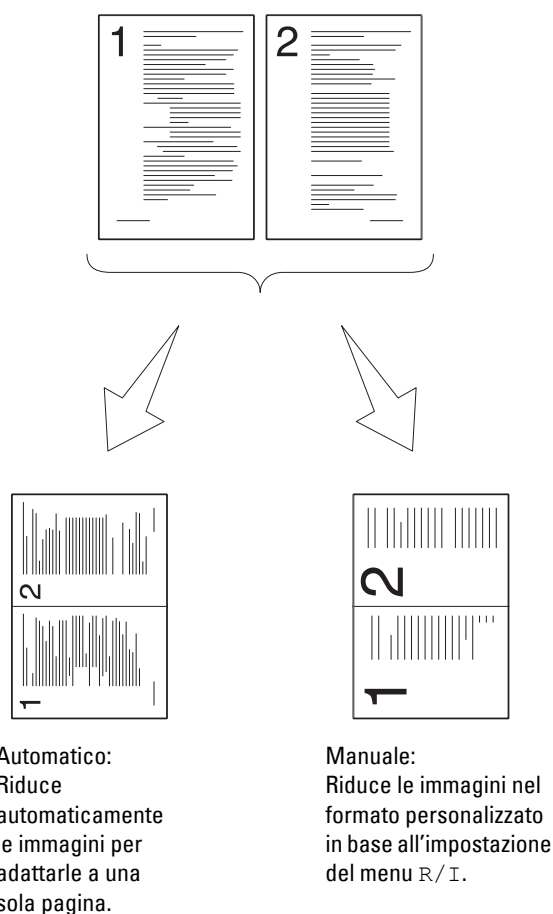 1 2
2
1
2
1
Automatico:
Riduce
automaticamente
le immagini per
adattarle a una
sola pagina.
Manuale:
Riduce le immagini nel
formato personalizzato
in base all'impostazione
del menu R/I.